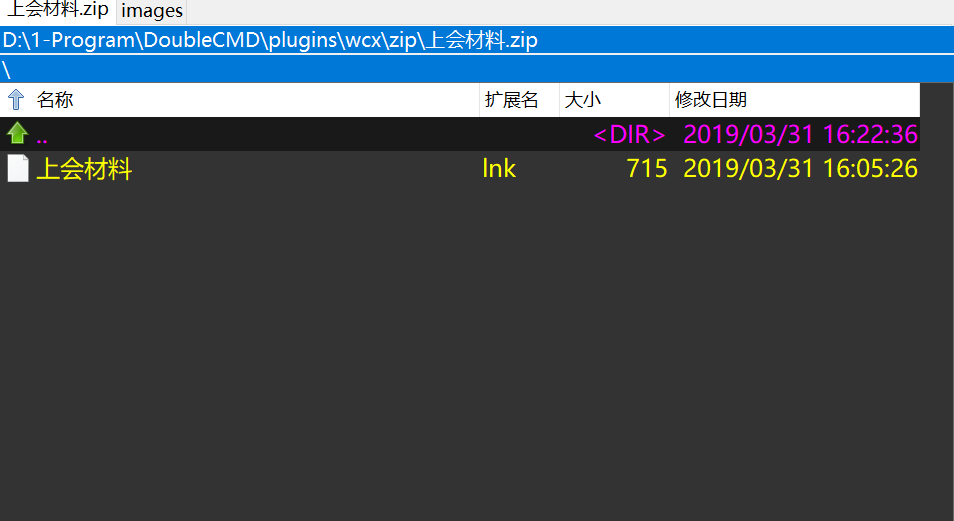 上会材料.zip images
D:\1-Program\DoubleCMD\plugins\wcx\zip\上会材料.zip
\
名称 扩展名 大小 修改日期
.. <DIR> 2019/03/31 16:22:36
上会材料 lnk 715 2019/03/31 16:05:26